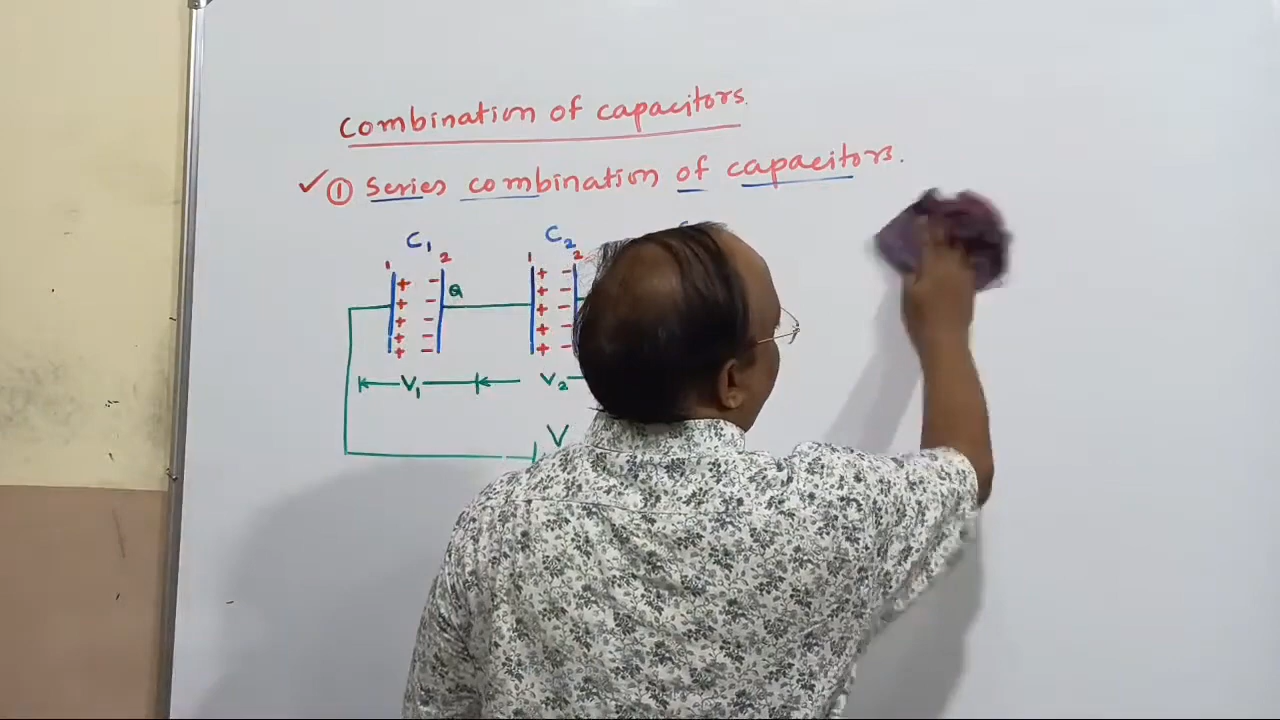 Combination of capacitors.
✓ ① Series combination of capacitors.
C₁ C₂
1 2 1 2
+ - + -
+ - Q + -
+ - + -
+ - + -
+ - + -
V₁ V₂
V